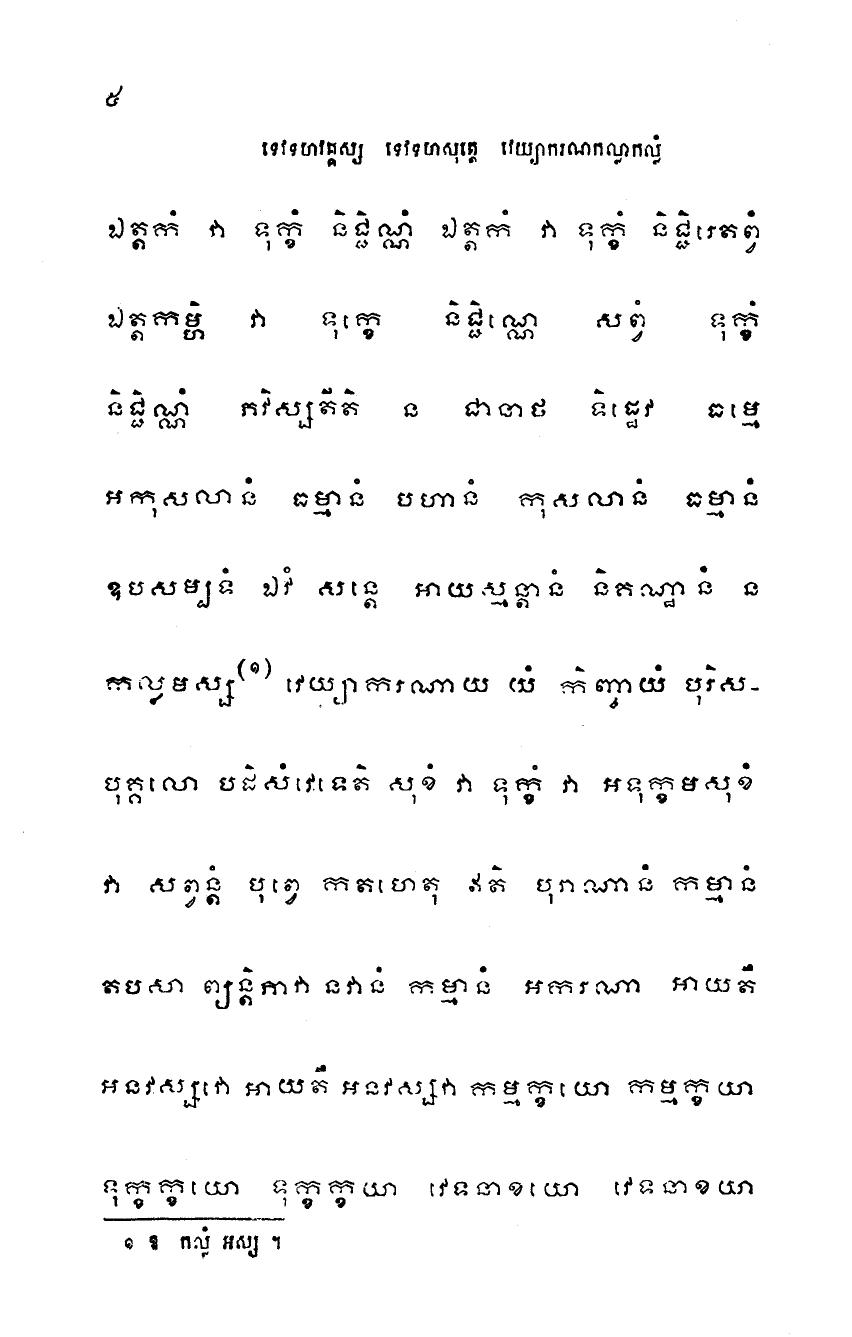 ៥
ទេវទហវគ្គស្ស ទេវទហសុត្តេ វេយ្យាករណកល្លាកល្លំ
ឯត្តកំ វា ទុក្ខំ និជ្ជិណ្ណំ ឯត្តកំ វា ទុក្ខំ និជ្ជិរេតព្វំ
ឯត្តកម្ហិ វា ទុក្ខេ និជ្ជិណ្ណេ សព្វំ ទុក្ខំ
និជ្ជិណ្ណំ ភវិស្សតីតិ ន ជានាថ ទិដ្ឋេវ ធម្មេ
អកុសលានំ ធម្មានំ បហានំ កុសលានំ ធម្មានំ
ឧបសម្បទំ ឯវំ សន្តេ អាយស្មន្តានំ និគណ្ឋានំ ន
កល្លមស្ស(១) វេយ្យាករណាយ យំ កិញ្ចាយំ បុរិស-
បុគ្គលោ បដិសំវេទេតិ សុខំ វា ទុក្ខំ វា អទុក្ខមសុខំ
វា សព្វន្តំ បុព្វេ កតហេតុ ឥតិ បុរាណានំ កម្មានំ
តបសា ព្យន្តិភាវា នវានំ កម្មានំ អករណា អាយតឹ
អនវស្សវោ អាយតឹ អនវស្សវា កម្មក្ខយោ កម្មក្ខយា
ទុក្ខក្ខយោ ទុក្ខក្ខយា វេទនាខយោ វេទនាខយា
១ ឱ កល្លំ អស្ស ។